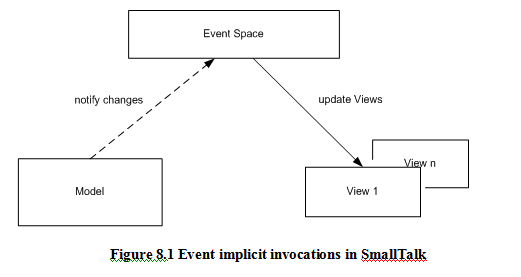 Event Space
notify changes
update Views
View n
Model
View 1
Figure 8.1 Event implicit invocations in SmallTalk